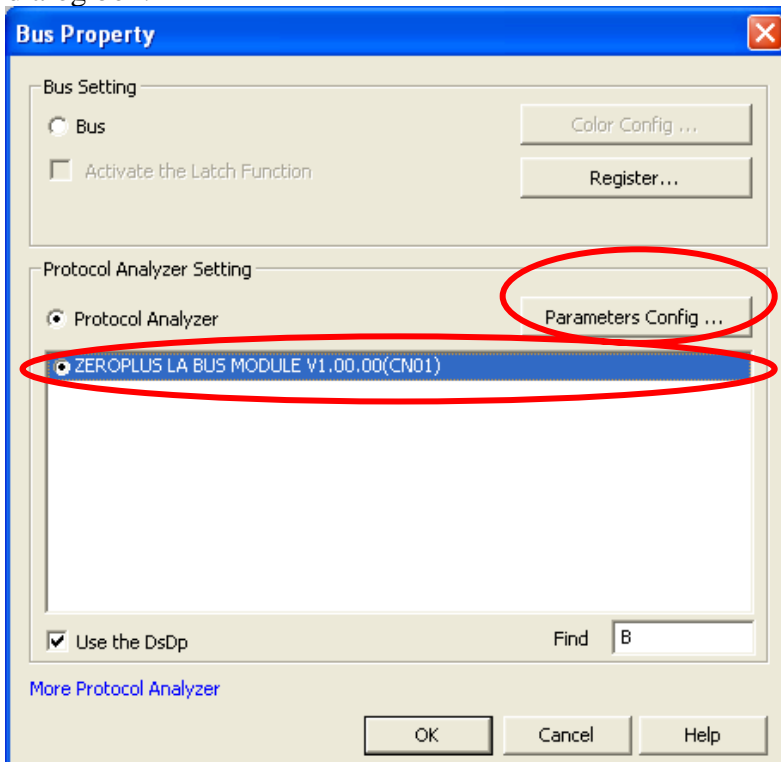 Bus Property
Bus Setting
Bus
Color Config ...
Activate the Latch Function
Register...
Protocol Analyzer Setting
Protocol Analyzer
Parameters Config ...
ZEROPLUS LA BUS MODULE V1.00.00(CN01)
Use the DsDp
Find B
More Protocol Analyzer
OK Cancel Help